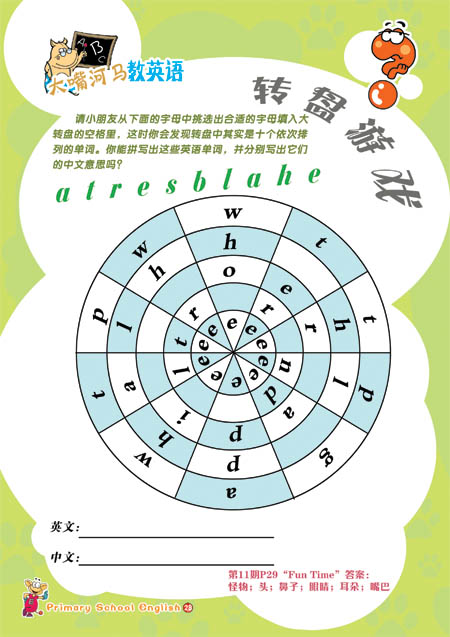 A B C
大嘴河马教英语
转盘游戏
请小朋友从下面的字母中挑选出合适的字母填入大
转盘的空格里，这时你会发现转盘中其实是十个依次排
列的单词。你能拼写出这些英语单词，并分别写出它们
的中文意思吗？
a t r e s b l a h e
w h o e
t e r e
t h r e
p l n e
g a d e
a p p e
w h i e
t a l e
p l t e
w h r e
英文：
中文：
第11期P29“Fun Time”答案：
怪物；头；鼻子；眼睛；耳朵；嘴巴
Primary School English 28